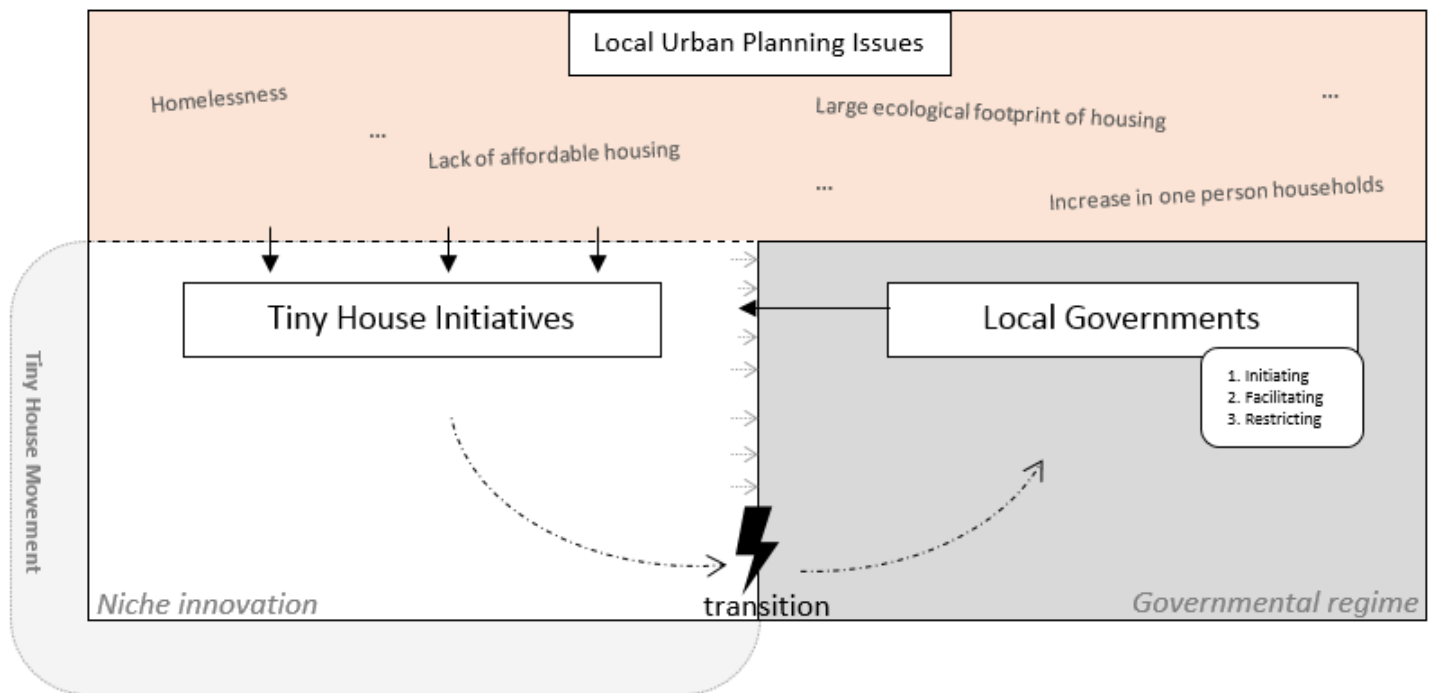 Local Urban Planning Issues
Homelessness
...
Lack of affordable housing
Large ecological footprint of housing
...
...
Increase in one person households
Tiny House Initiatives
Local Governments
1. Initiating
2. Facilitating
3. Restricting
Tiny House Movement
Niche innovation
transition
Governmental regime